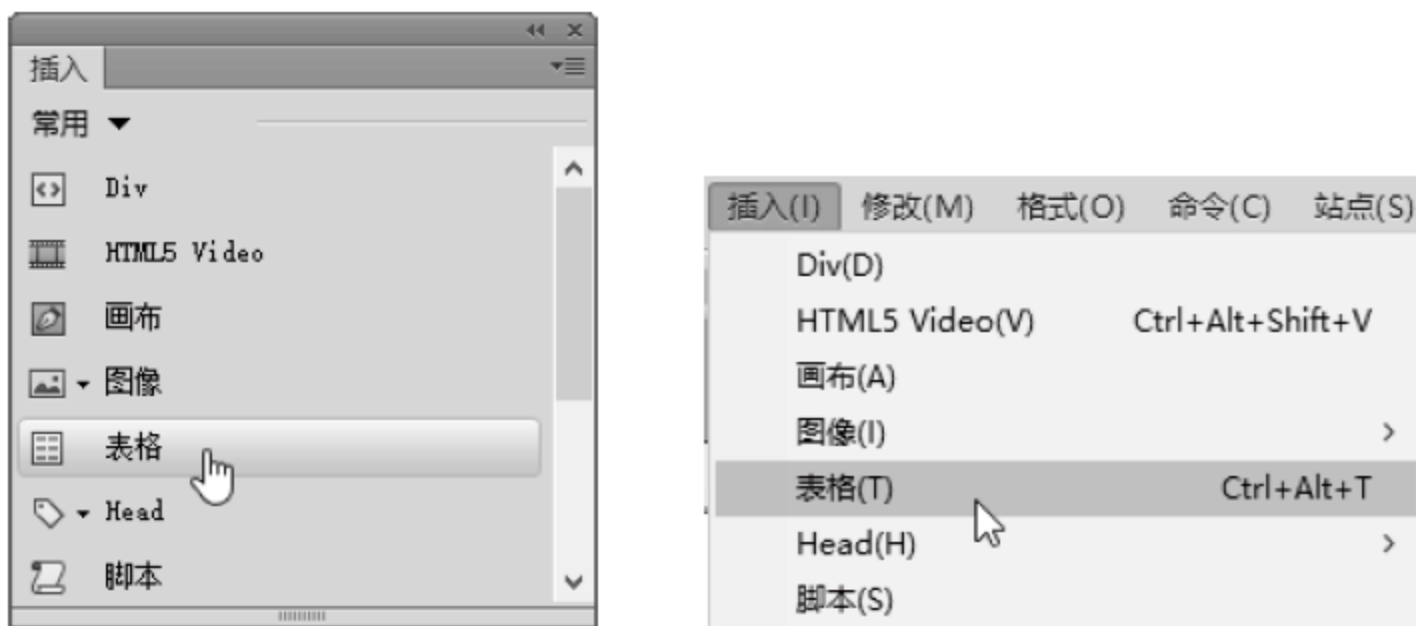 插入
常用
Div
HTML5 Video
画布
图像
表格
Head
脚本
插入(I) 修改(M) 格式(O) 命令(C) 站点(S)
Div(D)
HTML5 Video(V) Ctrl+Alt+Shift+V
画布(A)
图像(I)
表格(T) Ctrl+Alt+T
Head(H)
脚本(S)